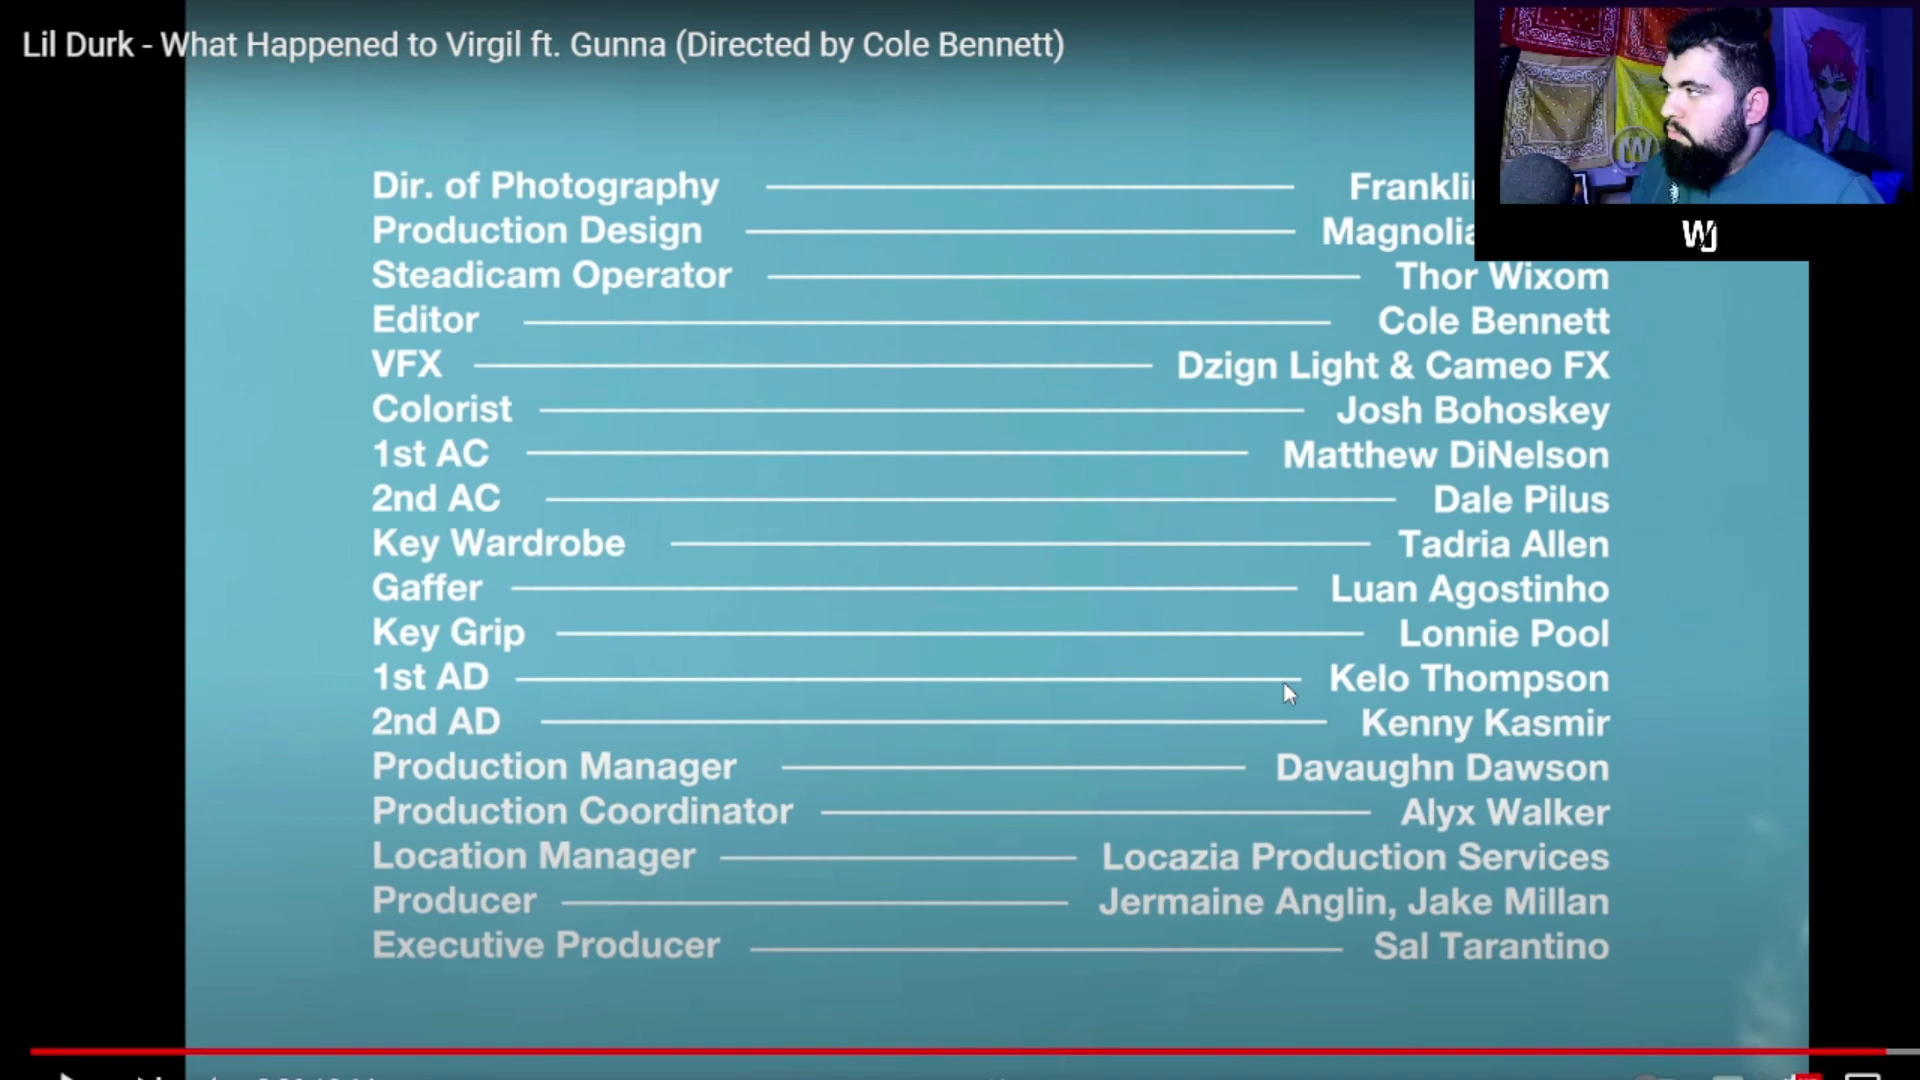 Lil Durk - What Happened to Virgil ft. Gunna (Directed by Cole Bennett)
Dir. of Photography
Production Design Magnolia
Steadicam Operator Thor Wixom
Editor Cole Bennett
VFX Dzign Light & Cameo FX
Colorist Josh Bohoskey
1st AC Matthew DiNelson
2nd AC Dale Pilus
Key Wardrobe Tadria Allen
Gaffer Luan Agostinho
Key Grip Lonnie Pool
1st AD Kelo Thompson
2nd AD Kenny Kasmir
Production Manager Davaughn Dawson
Production Coordinator Alyx Walker
Location Manager Locazia Production Services
Producer Jermaine Anglin, Jake Millan
Executive Producer Sal Tarantino
WJ